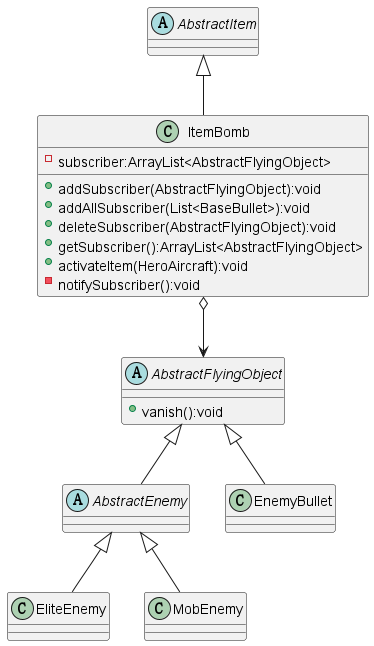 A AbstractItem
C ItemBomb
subscriber:ArrayList<AbstractFlyingObject>
addSubscriber(AbstractFlyingObject):void
addAllSubscriber(List<BaseBullet>):void
deleteSubscriber(AbstractFlyingObject):void
getSubscriber():ArrayList<AbstractFlyingObject>
activateItem(HeroAircraft):void
notifySubscriber():void
A AbstractFlyingObject
vanish():void
A AbstractEnemy
C EnemyBullet
C EliteEnemy
C MobEnemy